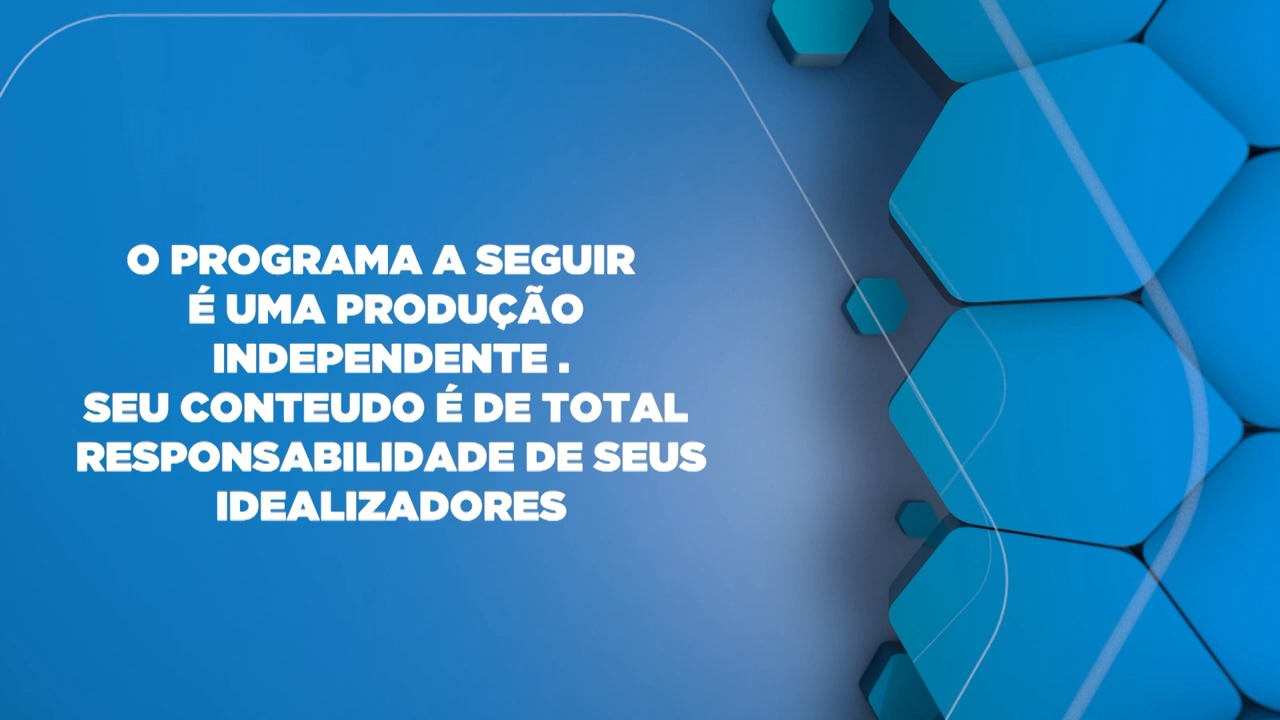 O PROGRAMA A SEGUIR
É UMA PRODUÇÃO
INDEPENDENTE .
SEU CONTEUDO É DE TOTAL
RESPONSABILIDADE DE SEUS
IDEALIZADORES